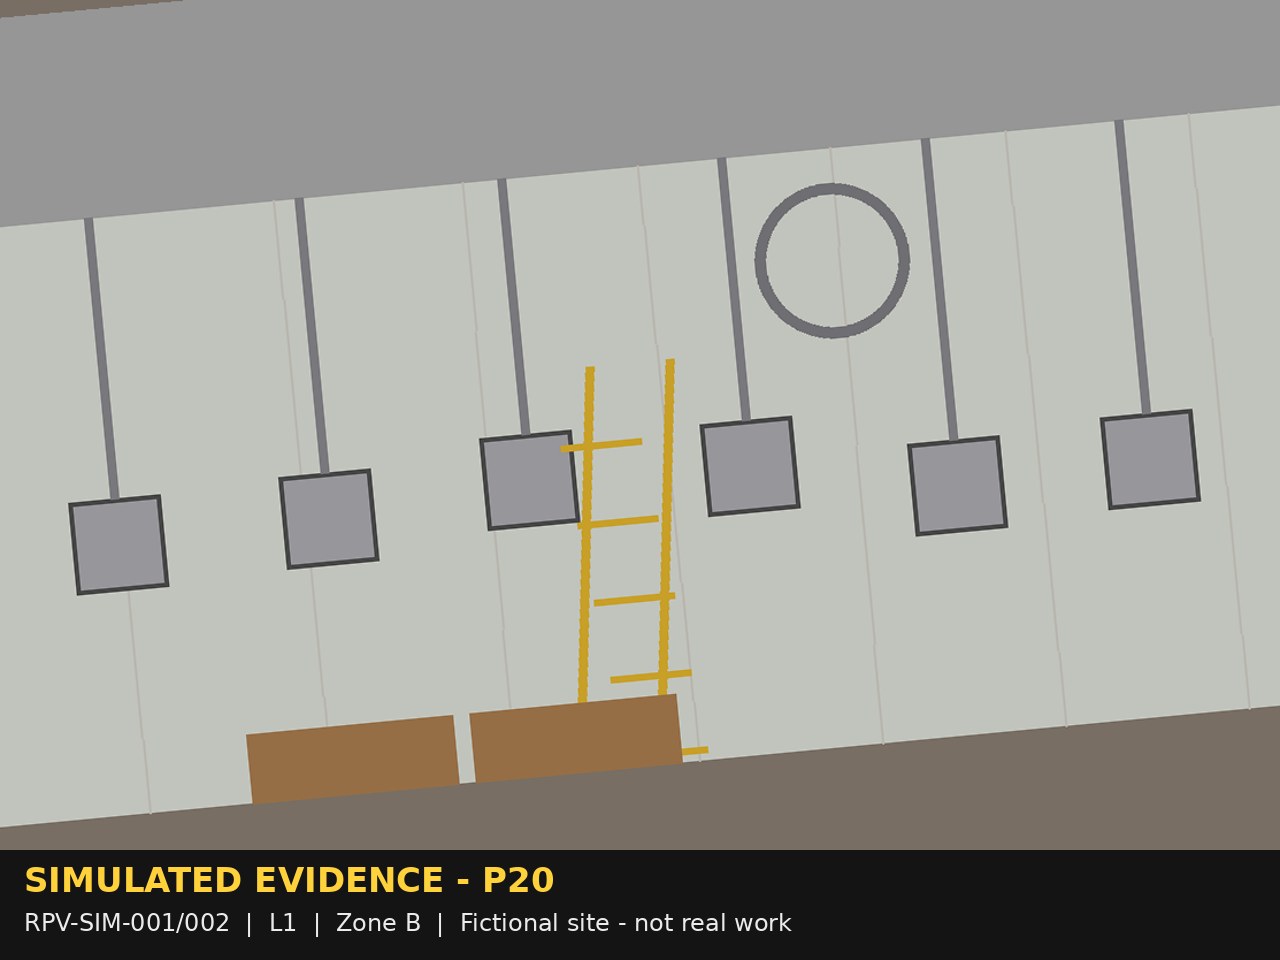 SIMULATED EVIDENCE - P20
RPV-SIM-001/002 | L1 | Zone B | Fictional site - not real work